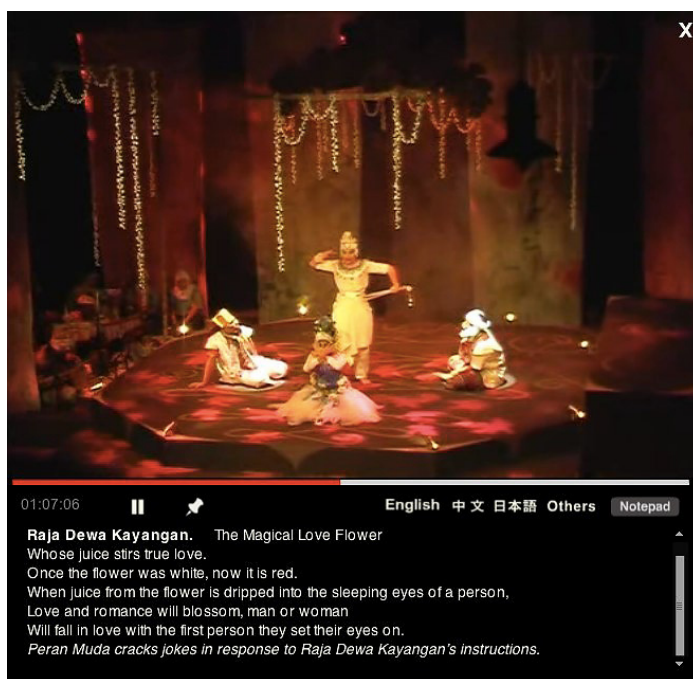 X
01:07:06
English 中文 日本語 Others Notepad
Raja Dewa Kayangan. The Magical Love Flower
Whose juice stirs true love.
Once the flower was white, now it is red.
When juice from the flower is dripped into the sleeping eyes of a person,
Love and romance will blossom, man or woman
Will fall in love with the first person they set their eyes on.
Peran Muda cracks jokes in response to Raja Dewa Kayangan's instructions.